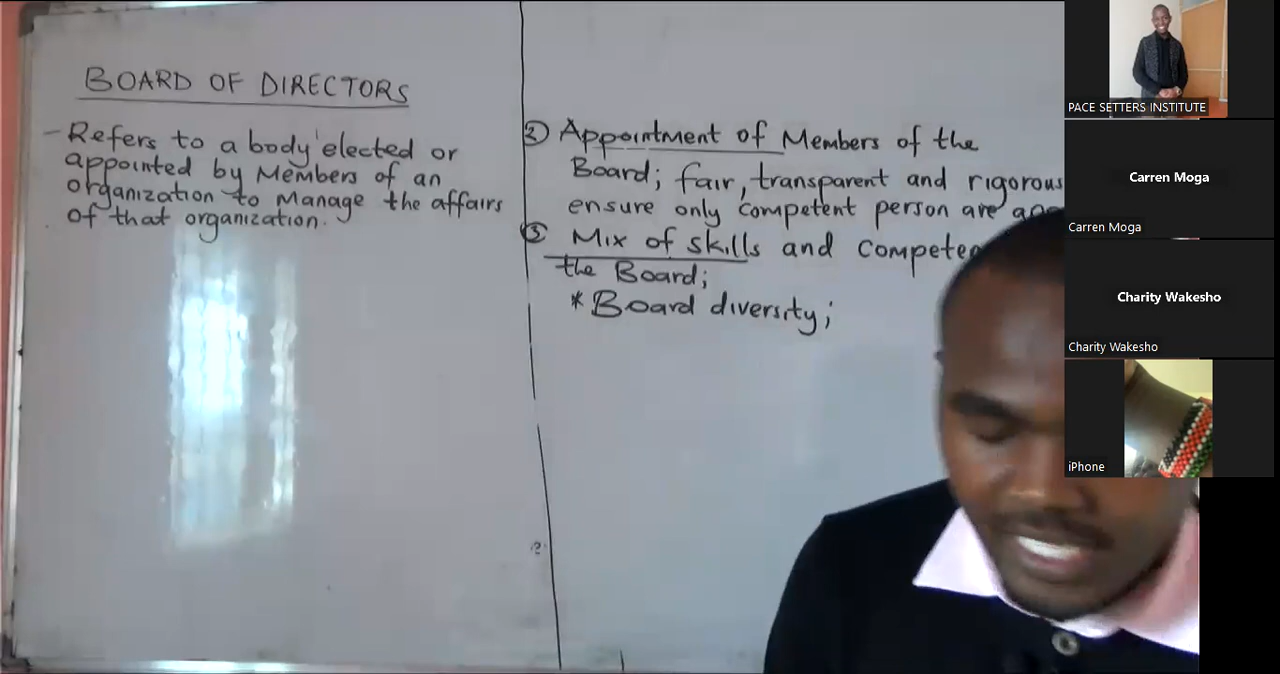 BOARD OF DIRECTORS
- Refers to a body elected or
appointed by Members of an
organization to Manage the affairs
of that organization.
② Appointment of Members of the
Board; fair, transparent and rigorous
ensure only competent person are
③ Mix of skills and
the Board;
* Board diversity;
PACE SETTERS INSTITUTE
Carren Moga
Carren Moga
Charity Wakesho
Charity Wakesho
iPhone